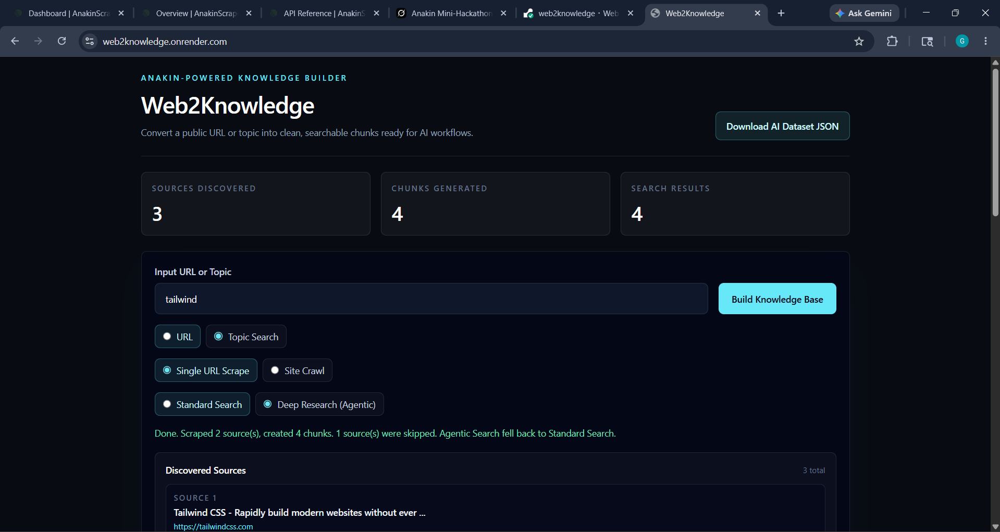 Dashboard | AnakinScra
Overview | AnakinScrap
API Reference | AnakinS
Anakin Mini-Hackathon
web2knowledge · Web
Web2Knowledge
Ask Gemini
web2knowledge.onrender.com
G
ANAKIN-POWERED KNOWLEDGE BUILDER
Web2Knowledge
Convert a public URL or topic into clean, searchable chunks ready for AI workflows.
Download AI Dataset JSON
SOURCES DISCOVERED
3
CHUNKS GENERATED
4
SEARCH RESULTS
4
Input URL or Topic
tailwind
Build Knowledge Base
URL
Topic Search
Single URL Scrape
Site Crawl
Standard Search
Deep Research (Agentic)
Done. Scraped 2 source(s), created 4 chunks. 1 source(s) were skipped. Agentic Search fell back to Standard Search.
Discovered Sources
3 total
SOURCE 1
Tailwind CSS - Rapidly build modern websites without ever ...
https://tailwindcss.com